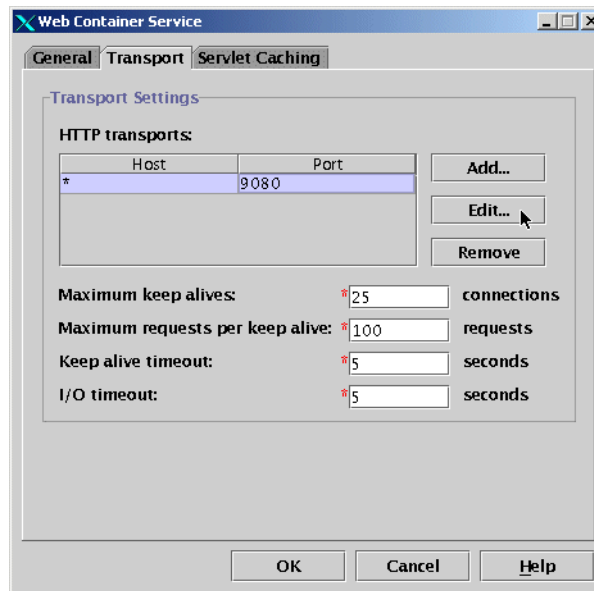 Web Container Service
General Transport Servlet Caching
Transport Settings
HTTP transports:
Host Port
* 9080
Add...
Edit...
Remove
Maximum keep alives: *25 connections
Maximum requests per keep alive: *100 requests
Keep alive timeout: *5 seconds
I/O timeout: *5 seconds
OK Cancel Help